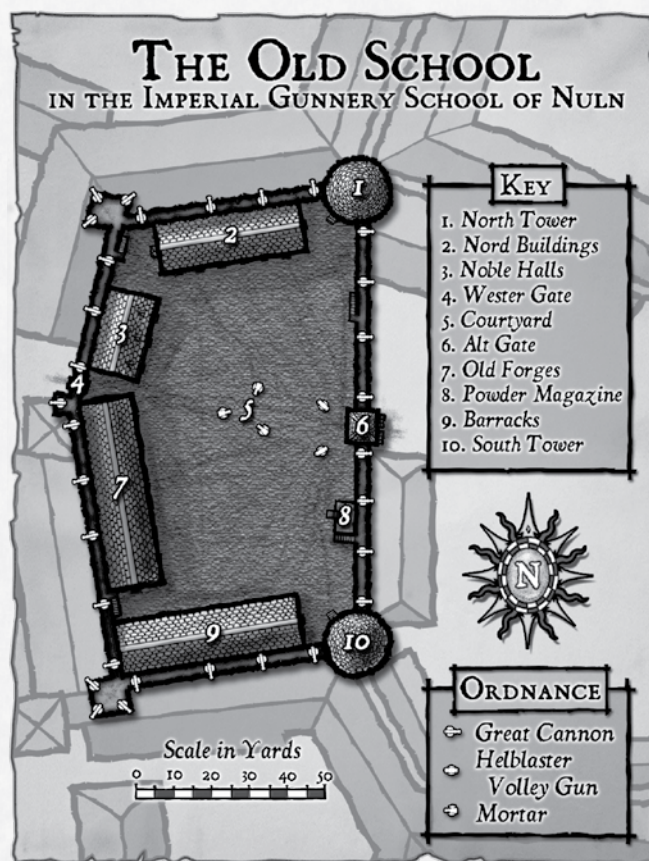 The Old School
in the Imperial Gunnery School of Nuln
Key
1. North Tower
2. Nord Buildings
3. Noble Halls
4. Wester Gate
5. Courtyard
6. Alt Gate
7. Old Forges
8. Powder Magazine
9. Barracks
10. South Tower
1
2
3
4
5
6
7
8
9
10
N
Ordnance
Great Cannon
Helblaster
Volley Gun
Mortar
Scale in Yards
0 10 20 30 40 50